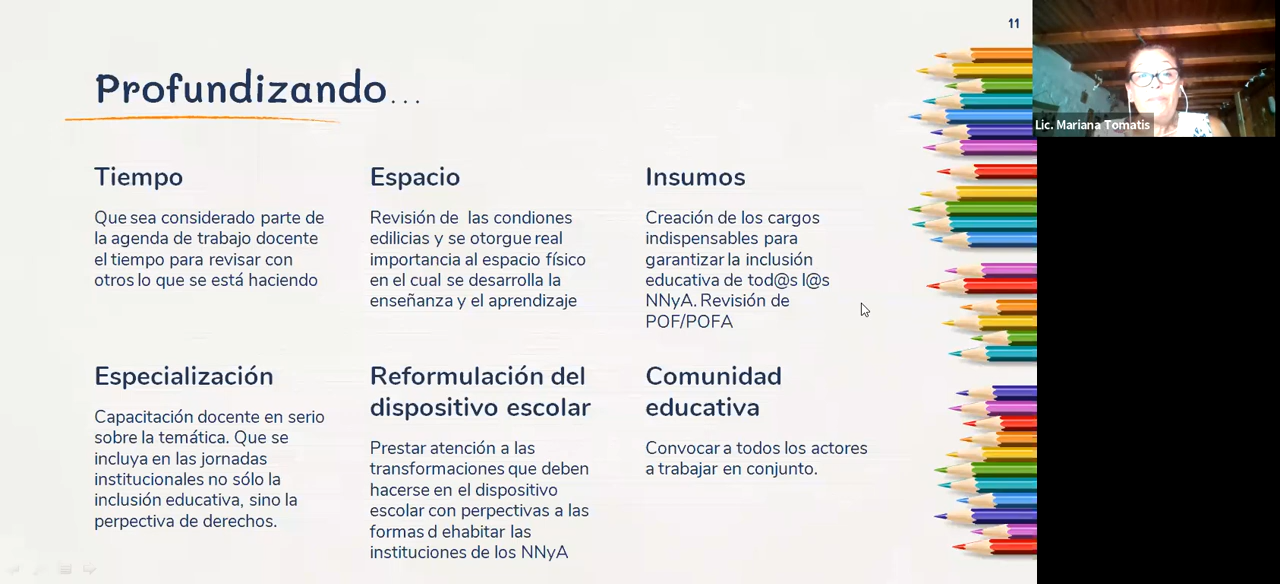 11
Lic. Mariana Tomatis
Profundizando...
Tiempo
Que sea considerado parte de
la agenda de trabajo docente
el tiempo para revisar con
otros lo que se está haciendo
Espacio
Revisión de las condiones
edilicias y se otorgue real
importancia al espacio físico
en el cual se desarrolla la
enseñanza y el aprendizaje
Insumos
Creación de los cargos
indispensables para
garantizar la inclusión
educativa de tod@s l@s
NNyA. Revisión de
POF/POFA
Especialización
Capacitación docente en serio
sobre la temática. Que se
incluya en las jornadas
institucionales no sólo la
inclusión educativa, sino la
perpectiva de derechos.
Reformulación del
dispositivo escolar
Prestar atención a las
transformaciones que deben
hacerse en el dispositivo
escolar con perpectivas a las
formas d ehabitar las
instituciones de los NNyA
Comunidad
educativa
Convocar a todos los actores
a trabajar en conjunto.